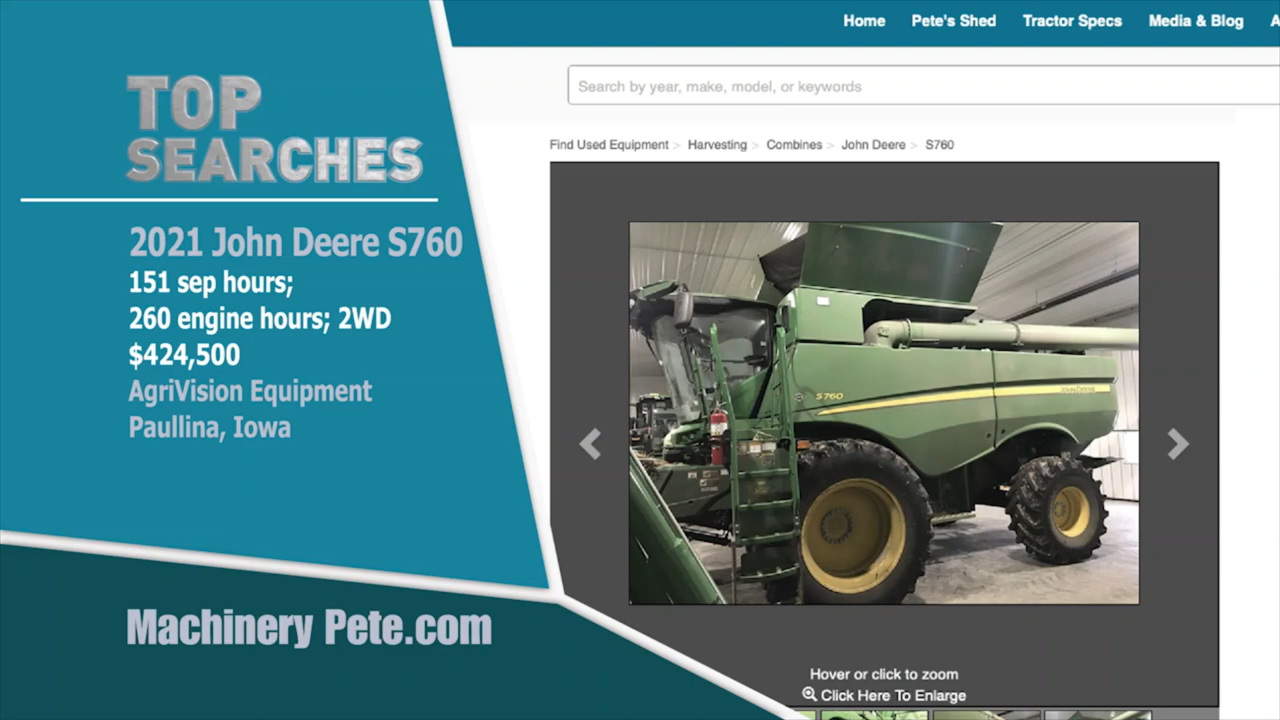 TOP
SEARCHES
2021 John Deere S760
151 sep hours;
260 engine hours; 2WD
$424,500
AgriVision Equipment
Paullina, Iowa
Machinery Pete.com
Home Pete's Shed Tractor Specs Media & Blog A
Search by year, make, model, or keywords
Find Used Equipment > Harvesting > Combines > John Deere > S760
S760
JOHN DEERE
Hover or click to zoom
Click Here To Enlarge